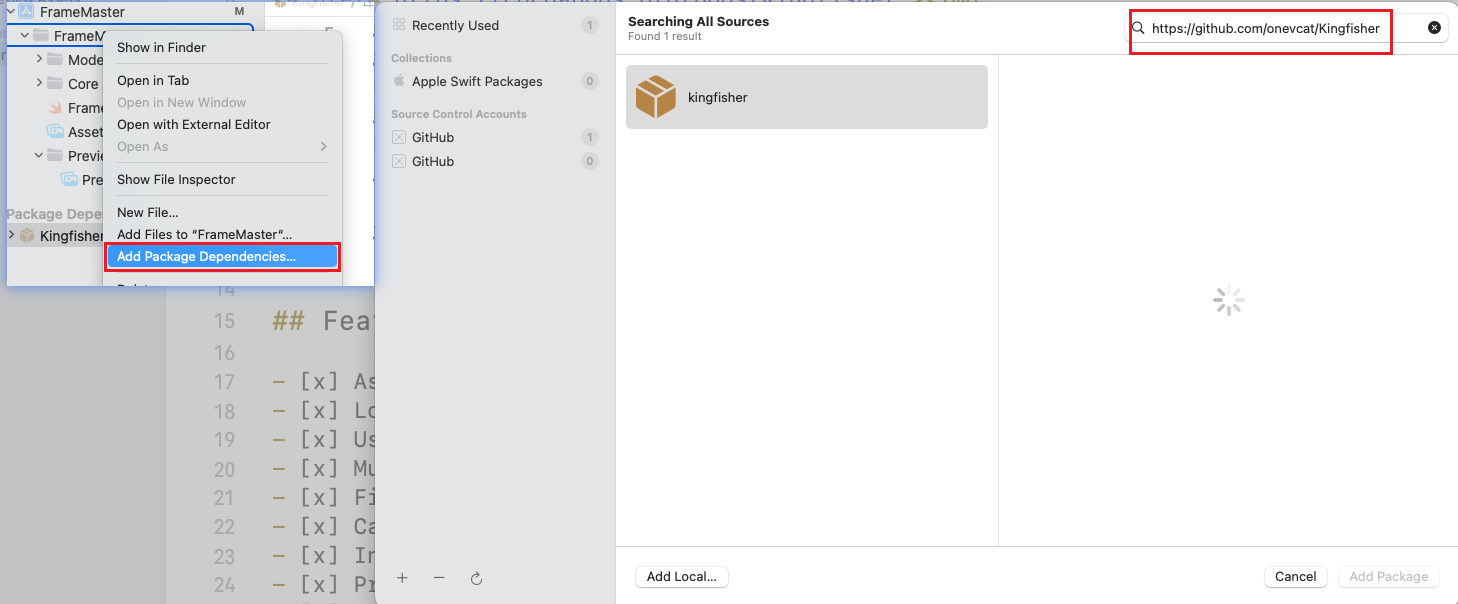 FrameMaster
M
FrameM
Mode
Core
Frame
Asset
Previe
Pre
Package Depe
Kingfisher
Show in Finder
Open in Tab
Open in New Window
Open with External Editor
Open As
Show File Inspector
New File...
Add Files to “FrameMaster”...
Add Package Dependencies...
14
15 ## Feat
16
17 - [x] As
18 - [x] Lo
19 - [x] Us
20 - [x] Mu
21 - [x] Fi
22 - [x] Ca
23 - [x] In
24 - [x] Pr
Recently Used 1
Collections
Apple Swift Packages 0
Source Control Accounts
GitHub 1
GitHub 0
Searching All Sources
Found 1 result
https://github.com/onevcat/Kingfisher
kingfisher
Add Local...
Cancel
Add Package